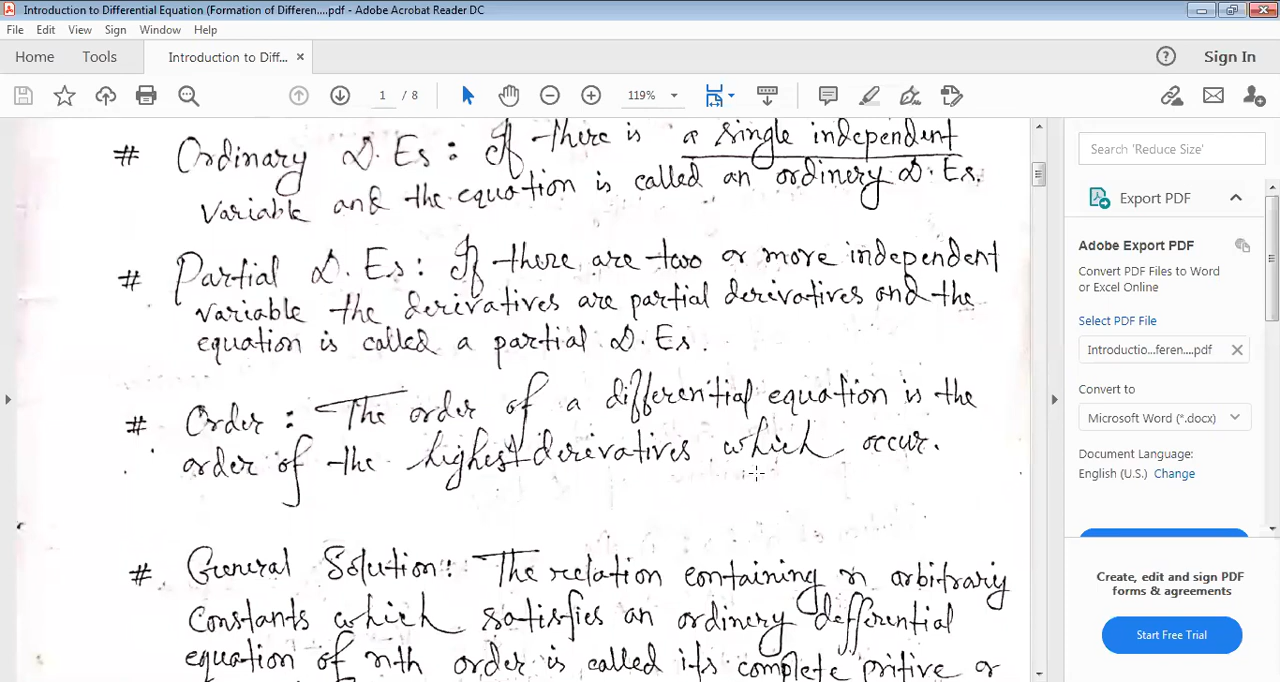 Introduction to Differential Equation (Formation of Differen....pdf - Adobe Acrobat Reader DC
File Edit View Sign Window Help
Home Tools Introduction to Diff... × Sign In
1 / 8 119%
# Ordinary D.Es: If there is a single independent
variable and the equation is called an ordinery D.Es.
# Partial D.Es: If there are two or more independent
variable the derivatives are partial derivatives and the
equation is called a partial D.Es.
# Order: The order of a differential equation is the
order of the highest derivatives which occur.
# General Solution: The relation containing n arbitrary
constants which satisfies an ordinery differential
equation of nth order is called its complete pritive or
Search 'Reduce Size'
Export PDF
Adobe Export PDF
Convert PDF Files to Word
or Excel Online
Select PDF File
Introductio...feren....pdf ×
Convert to
Microsoft Word (*.docx)
Document Language:
English (U.S.) Change
Create, edit and sign PDF
forms & agreements
Start Free Trial